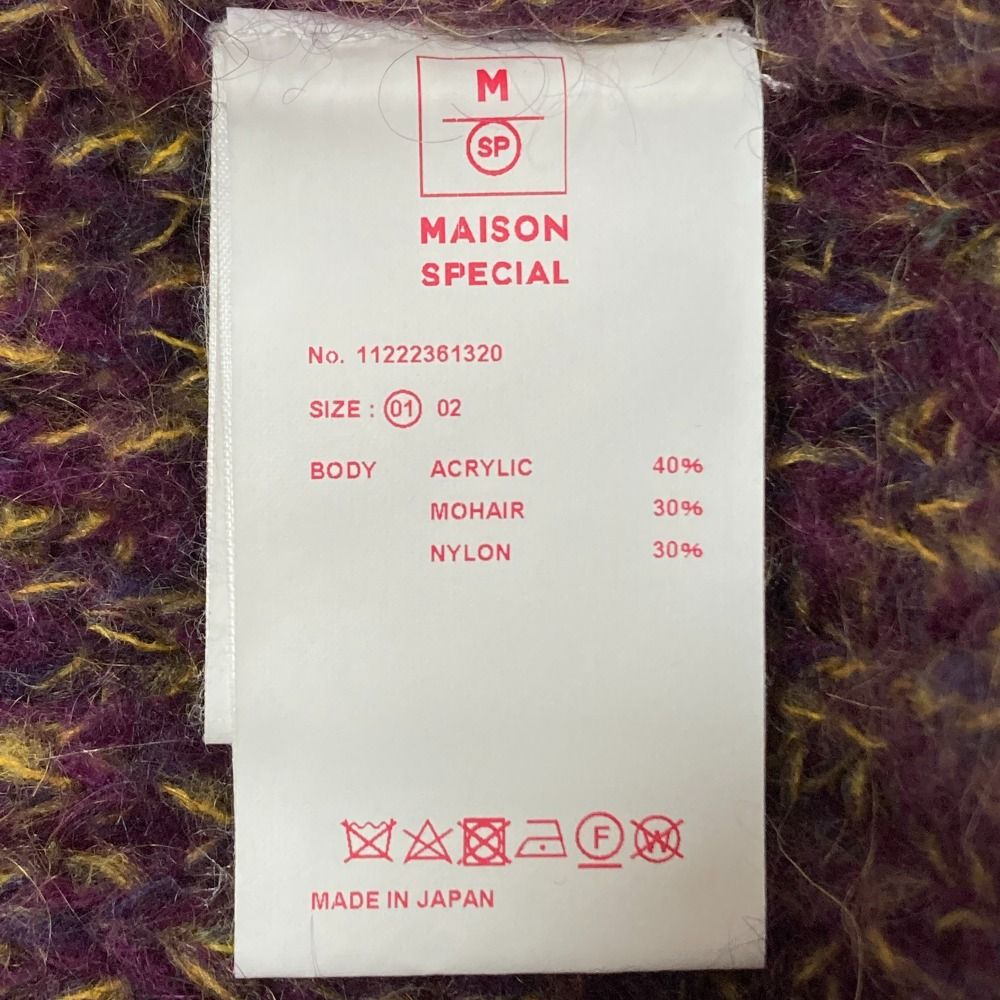 M
SP
MAISON
SPECIAL
No. 11222361320
SIZE : 01 02
BODY ACRYLIC 40%
MOHAIR 30%
NYLON 30%
F W
MADE IN JAPAN